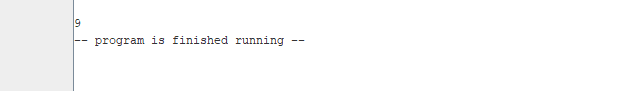 9
-- program is finished running --